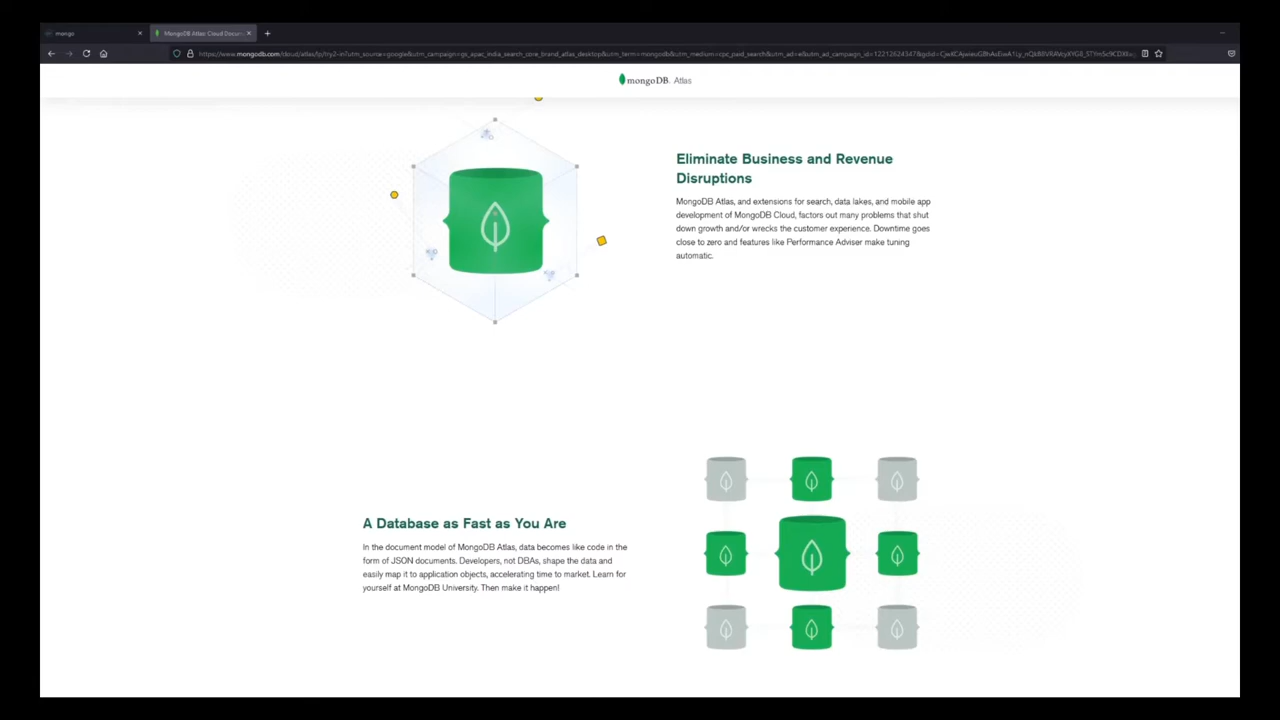 mongo
MongoDB Atlas: Cloud Docum
mongoDB. Atlas
Eliminate Business and Revenue
Disruptions
MongoDB Atlas, and extensions for search, data lakes, and mobile app
development of MongoDB Cloud, factors out many problems that shut
down growth and/or wrecks the customer experience. Downtime goes
close to zero and features like Performance Adviser make tuning
automatic.
A Database as Fast as You Are
In the document model of MongoDB Atlas, data becomes like code in the
form of JSON documents. Developers, not DBAs, shape the data and
easily map it to application objects, accelerating time to market. Learn for
yourself at MongoDB University. Then make it happen!